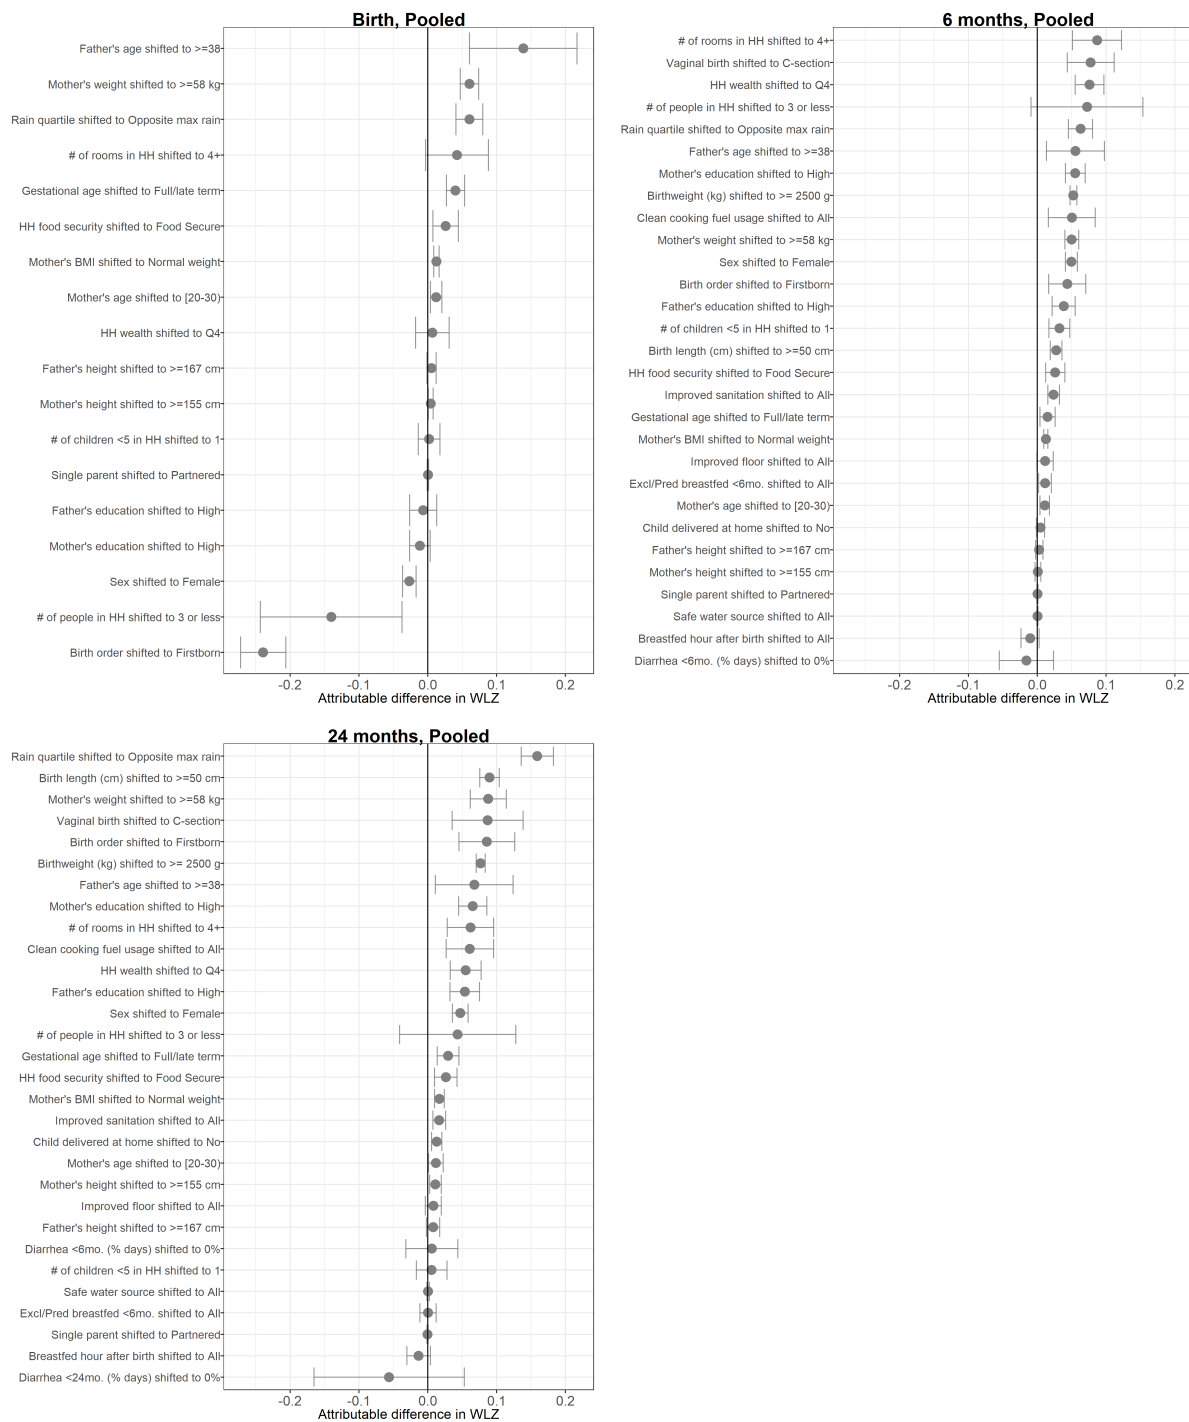 Birth, Pooled
Father's age shifted to >=38
Mother's weight shifted to >=58 kg
Rain quartile shifted to Opposite max rain
# of rooms in HH shifted to 4+
Gestational age shifted to Full/late term
HH food security shifted to Food Secure
Mother's BMI shifted to Normal weight
Mother's age shifted to [20-30)
HH wealth shifted to Q4
Father's height shifted to >=167 cm
Mother's height shifted to >=155 cm
# of children <5 in HH shifted to 1
Single parent shifted to Partnered
Father's education shifted to High
Mother's education shifted to High
Sex shifted to Female
# of people in HH shifted to 3 or less
Birth order shifted to Firstborn
-0.2 -0.1 0.0 0.1 0.2
Attributable difference in WLZ
6 months, Pooled
# of rooms in HH shifted to 4+
Vaginal birth shifted to C-section
HH wealth shifted to Q4
# of people in HH shifted to 3 or less
Rain quartile shifted to Opposite max rain
Father's age shifted to >=38
Mother's education shifted to High
Birthweight (kg) shifted to >= 2500 g
Clean cooking fuel usage shifted to All
Mother's weight shifted to >=58 kg
Sex shifted to Female
Birth order shifted to Firstborn
Father's education shifted to High
# of children <5 in HH shifted to 1
Birth length (cm) shifted to >=50 cm
HH food security shifted to Food Secure
Improved sanitation shifted to All
Gestational age shifted to Full/late term
Mother's BMI shifted to Normal weight
Improved floor shifted to All
Excl/Pred breastfed <6mo. shifted to All
Mother's age shifted to [20-30)
Child delivered at home shifted to No
Father's height shifted to >=167 cm
Mother's height shifted to >=155 cm
Single parent shifted to Partnered
Safe water source shifted to All
Breastfed hour after birth shifted to All
Diarrhea <6mo. (% days) shifted to 0%
-0.2 -0.1 0.0 0.1 0.2
Attributable difference in WLZ
24 months, Pooled
Rain quartile shifted to Opposite max rain
Birth length (cm) shifted to >=50 cm
Mother's weight shifted to >=58 kg
Vaginal birth shifted to C-section
Birth order shifted to Firstborn
Birthweight (kg) shifted to >= 2500 g
Father's age shifted to >=38
Mother's education shifted to High
# of rooms in HH shifted to 4+
Clean cooking fuel usage shifted to All
HH wealth shifted to Q4
Father's education shifted to High
Sex shifted to Female
# of people in HH shifted to 3 or less
Gestational age shifted to Full/late term
HH food security shifted to Food Secure
Mother's BMI shifted to Normal weight
Improved sanitation shifted to All
Child delivered at home shifted to No
Mother's age shifted to [20-30)
Mother's height shifted to >=155 cm
Improved floor shifted to All
Father's height shifted to >=167 cm
Diarrhea <6mo. (% days) shifted to 0%
# of children <5 in HH shifted to 1
Safe water source shifted to All
Excl/Pred breastfed <6mo. shifted to All
Single parent shifted to Partnered
Breastfed hour after birth shifted to All
Diarrhea <24mo. (% days) shifted to 0%
-0.2 -0.1 0.0 0.1 0.2
Attributable difference in WLZ